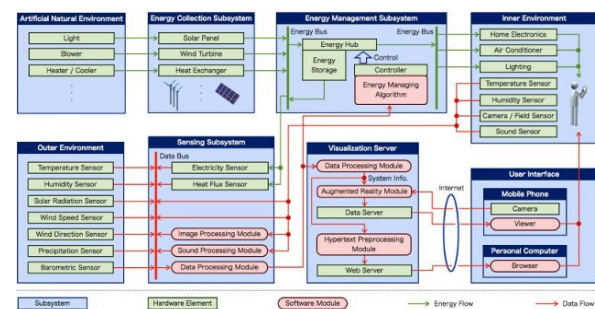 Artificial Natural Environment
Light
Blower
Heater / Cooler
Energy Collection Subsystem
Solar Panel
Wind Turbine
Heat Exchanger
Energy Management Subsystem
Energy Bus
Energy Bus
Energy Hub
Energy
Storage
Control
Controller
Energy Managing
Algorithm
Inner Environment
Home Electronics
Air Conditioner
Lighting
Temperature Sensor
Humidity Sensor
Camera / Field Sensor
Sound Sensor
Outer Environment
Temperature Sensor
Humidity Sensor
Solar Radiation Sensor
Wind Speed Sensor
Wind Direction Sensor
Precipitation Sensor
Barometric Sensor
Sensing Subsystem
Data Bus
Electricity Sensor
Heat Flux Sensor
Image Processing Module
Sound Processing Module
Data Processing Module
Visualization Server
Data Processing Module
System Info.
Augmented Reality Module
Data Server
Hypertext Preprocessing
Module
Web Server
Internet
User Interface
Mobile Phone
Camera
Viewer
Personal Computer
Browser
Subsystem
Hardware Element
Software Module
Energy Flow
Data Flow